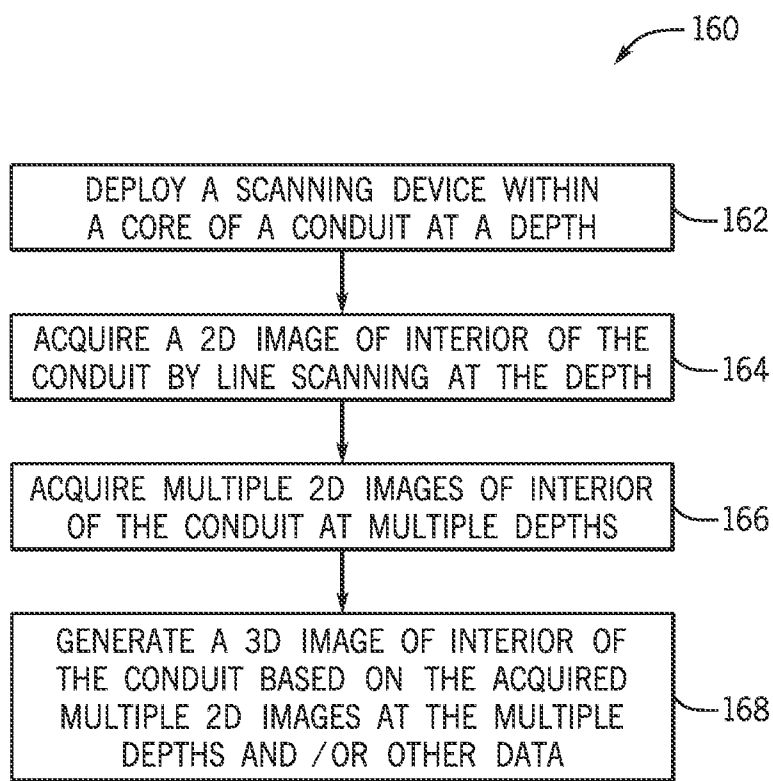 160
DEPLOY A SCANNING DEVICE WITHIN
A CORE OF A CONDUIT AT A DEPTH
162
ACQUIRE A 2D IMAGE OF INTERIOR OF THE
CONDUIT BY LINE SCANNING AT THE DEPTH
164
ACQUIRE MULTIPLE 2D IMAGES OF INTERIOR
OF THE CONDUIT AT MULTIPLE DEPTHS
166
GENERATE A 3D IMAGE OF INTERIOR OF
THE CONDUIT BASED ON THE ACQUIRED
MULTIPLE 2D IMAGES AT THE MULTIPLE
DEPTHS AND /OR OTHER DATA
168